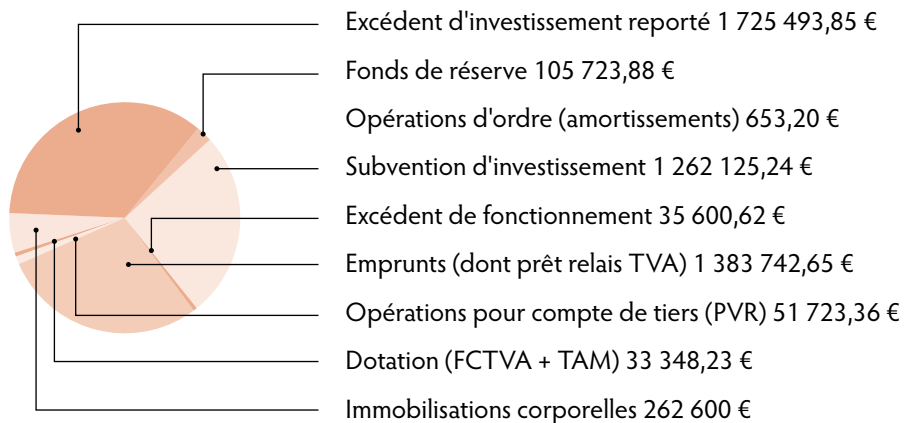 Excédent d'investissement reporté 1 725 493,85 €
Fonds de réserve 105 723,88 €
Opérations d'ordre (amortissements) 653,20 €
Subvention d'investissement 1 262 125,24 €
Excédent de fonctionnement 35 600,62 €
Emprunts (dont prêt relais TVA) 1 383 742,65 €
Opérations pour compte de tiers (PVR) 51 723,36 €
Dotation (FCTVA + TAM) 33 348,23 €
Immobilisations corporelles 262 600 €